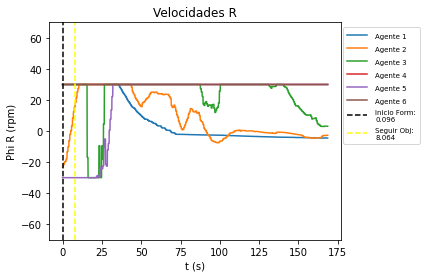 Velocidades R
Phi R (rpm)
60
40
20
0
−20
−40
−60
0
25
50
75
100
125
150
175
t (s)
Agente 1
Agente 2
Agente 3
Agente 4
Agente 5
Agente 6
Inicio Form:
0.096
Seguir Obj:
8.064